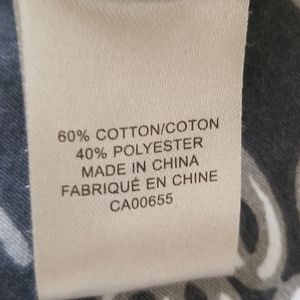 60% COTTON/COTON
40% POLYESTER
MADE IN CHINA
FABRIQUÉ EN CHINE
CA00655